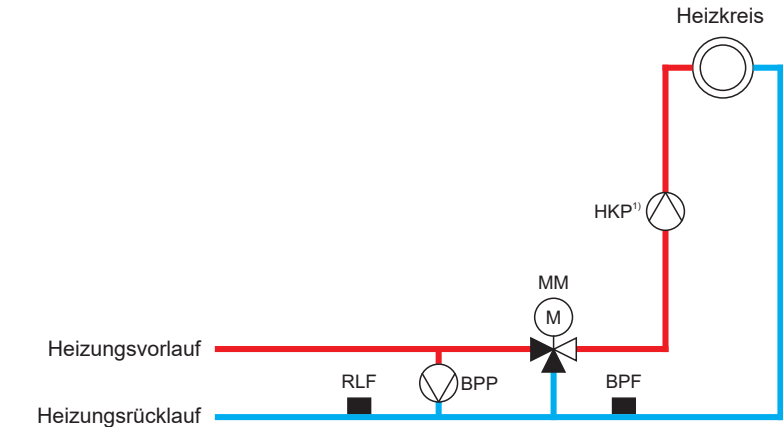 Heizkreis
HKP¹⁾
MM
M
Heizungsvorlauf
RLF
BPP
BPF
Heizungsrücklauf